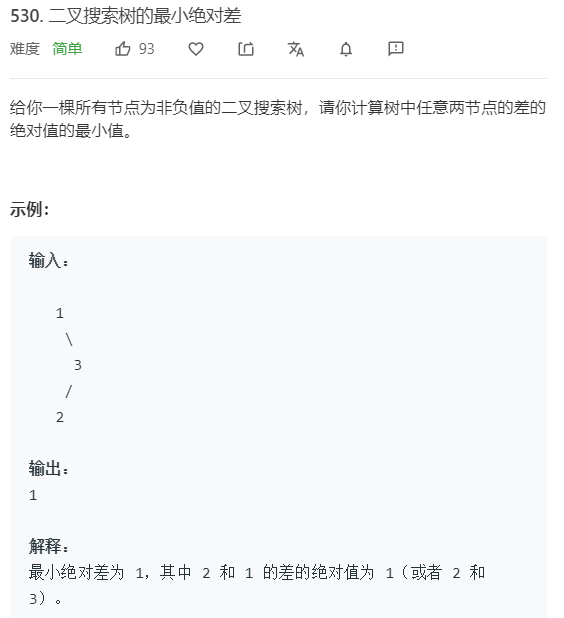 530. 二叉搜索树的最小绝对差
难度 简单 93
给你一棵所有节点为非负值的二叉搜索树，请你计算树中任意两节点的差的
绝对值的最小值。
示例：
输入：
1
\
3
/
2
输出：
1
解释：
最小绝对差为 1，其中 2 和 1 的差的绝对值为 1（或者 2 和
3）。